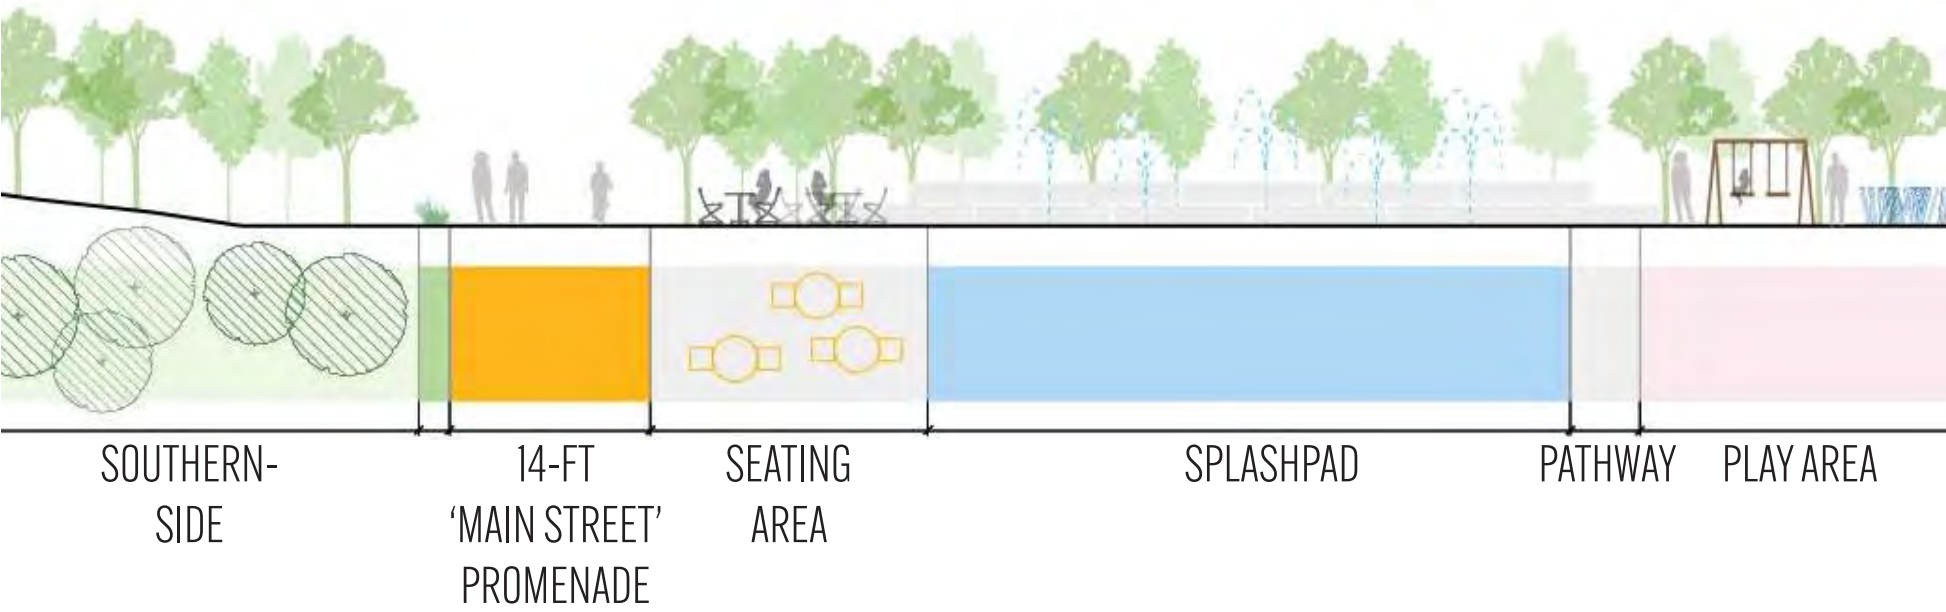 SOUTHERN-
SIDE
14-FT
‘MAIN STREET’
PROMENADE
SEATING
AREA
SPLASHPAD
PATHWAY
PLAY AREA